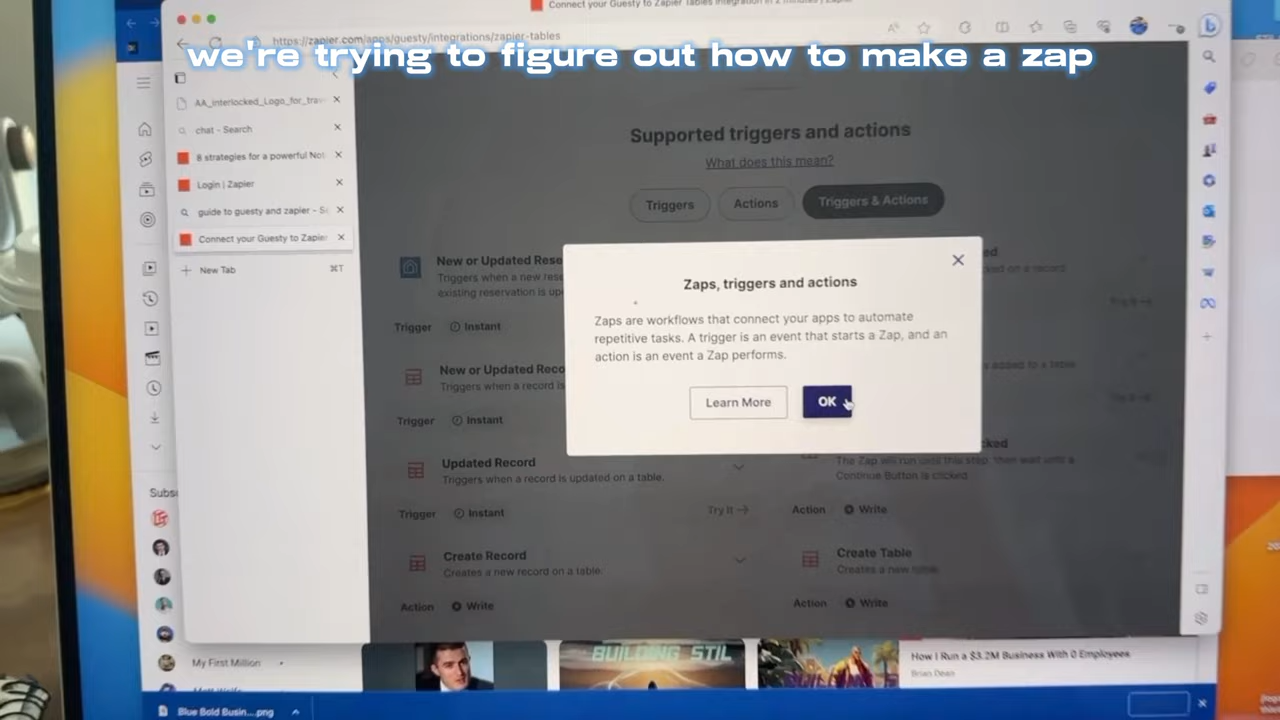 Connect your Guesty to Zapier Tables integration in 2 minutes | Zapier
https://zapier.com/apps/guesty/integrations/zapier-tables
we're trying to figure out how to make a zap
AA_interlocked_Logo_for_trav
chat - Search
8 strategies for a powerful Not
Login | Zapier
guide to guesty and zapier - Se
Connect your Guesty to Zapier
New Tab
⌘T
Supported triggers and actions
What does this mean?
Triggers
Actions
Triggers & Actions
New or Updated Rese
Triggers when a new rese
existing reservation is up
Trigger
Instant
New or Updated Reco
Triggers when a record is
Trigger
Instant
Zaps, triggers and actions
Zaps are workflows that connect your apps to automate
repetitive tasks. A trigger is an event that starts a Zap, and an
action is an event a Zap performs.
Learn More
OK
Updated Record
Triggers when a record is updated on a table.
Trigger
Instant
Try It
The Zap will run until this step, then wait until a
Continue Button is clicked.
Action
Write
Create Record
Creates a new record on a table.
Action
Write
Create Table
Creates a new table.
Action
Write
Subsc
My First Million
BUILDING STIL
How I Run a $3.2M Business With 0 Employees
Brian Dean
Blue Bold Busin....png